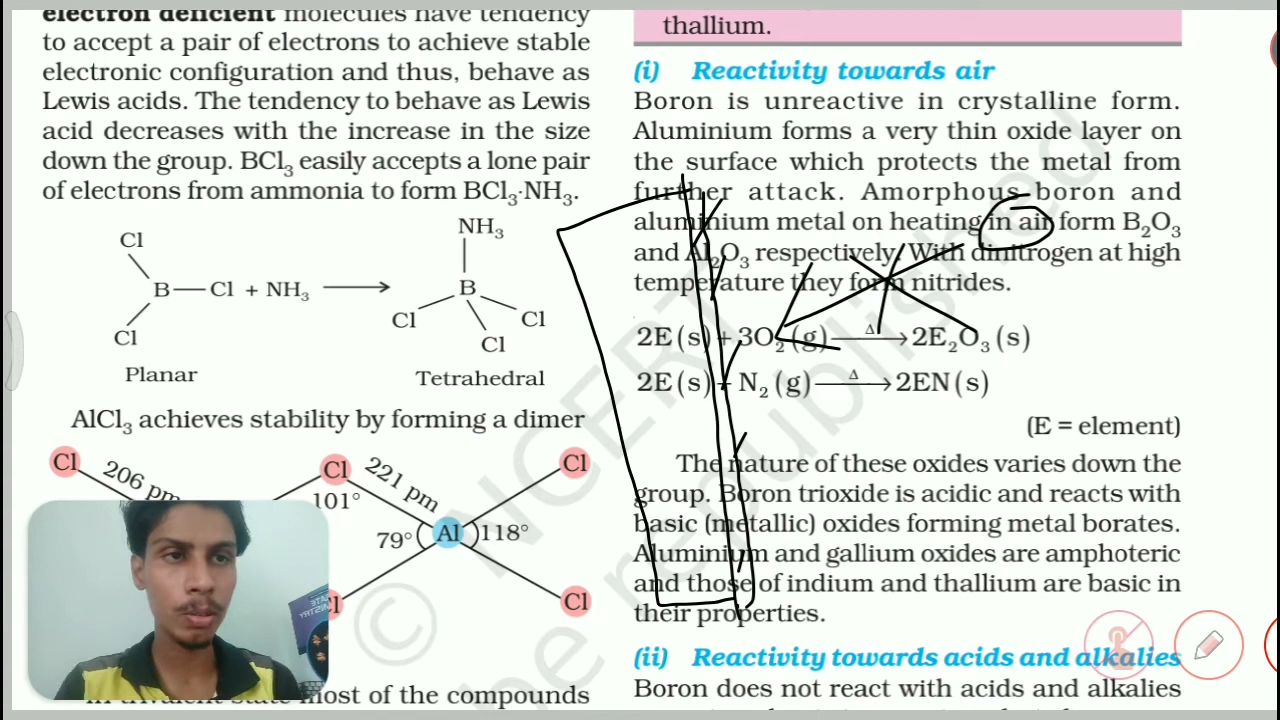 electron deficient molecules have tendency
to accept a pair of electrons to achieve stable
electronic configuration and thus, behave as
Lewis acids. The tendency to behave as Lewis
acid decreases with the increase in the size
down the group. BCl₃ easily accepts a lone pair
of electrons from ammonia to form BCl₃·NH₃.
Cl
B — Cl + NH₃ ⟶
Cl
Planar
NH₃
B
Cl Cl
Cl
Tetrahedral
AlCl₃ achieves stability by forming a dimer
Cl Cl Cl
206 pm 221 pm
101°
79° Al 118°
Cl
most of the compounds
thallium.
(i) Reactivity towards air
Boron is unreactive in crystalline form.
Aluminium forms a very thin oxide layer on
the surface which protects the metal from
further attack. Amorphous boron and
aluminium metal on heating in air form B₂O₃
and Al₂O₃ respectively. With dinitrogen at high
temperature they form nitrides.
2E(s) + 3O₂(g) —Δ→ 2E₂O₃(s)
2E(s) + N₂(g) —Δ→ 2EN(s)
(E = element)
The nature of these oxides varies down the
group. Boron trioxide is acidic and reacts with
basic (metallic) oxides forming metal borates.
Aluminium and gallium oxides are amphoteric
and those of indium and thallium are basic in
their properties.
(ii) Reactivity towards acids and alkalies
Boron does not react with acids and alkalies
© NCERT
be republished